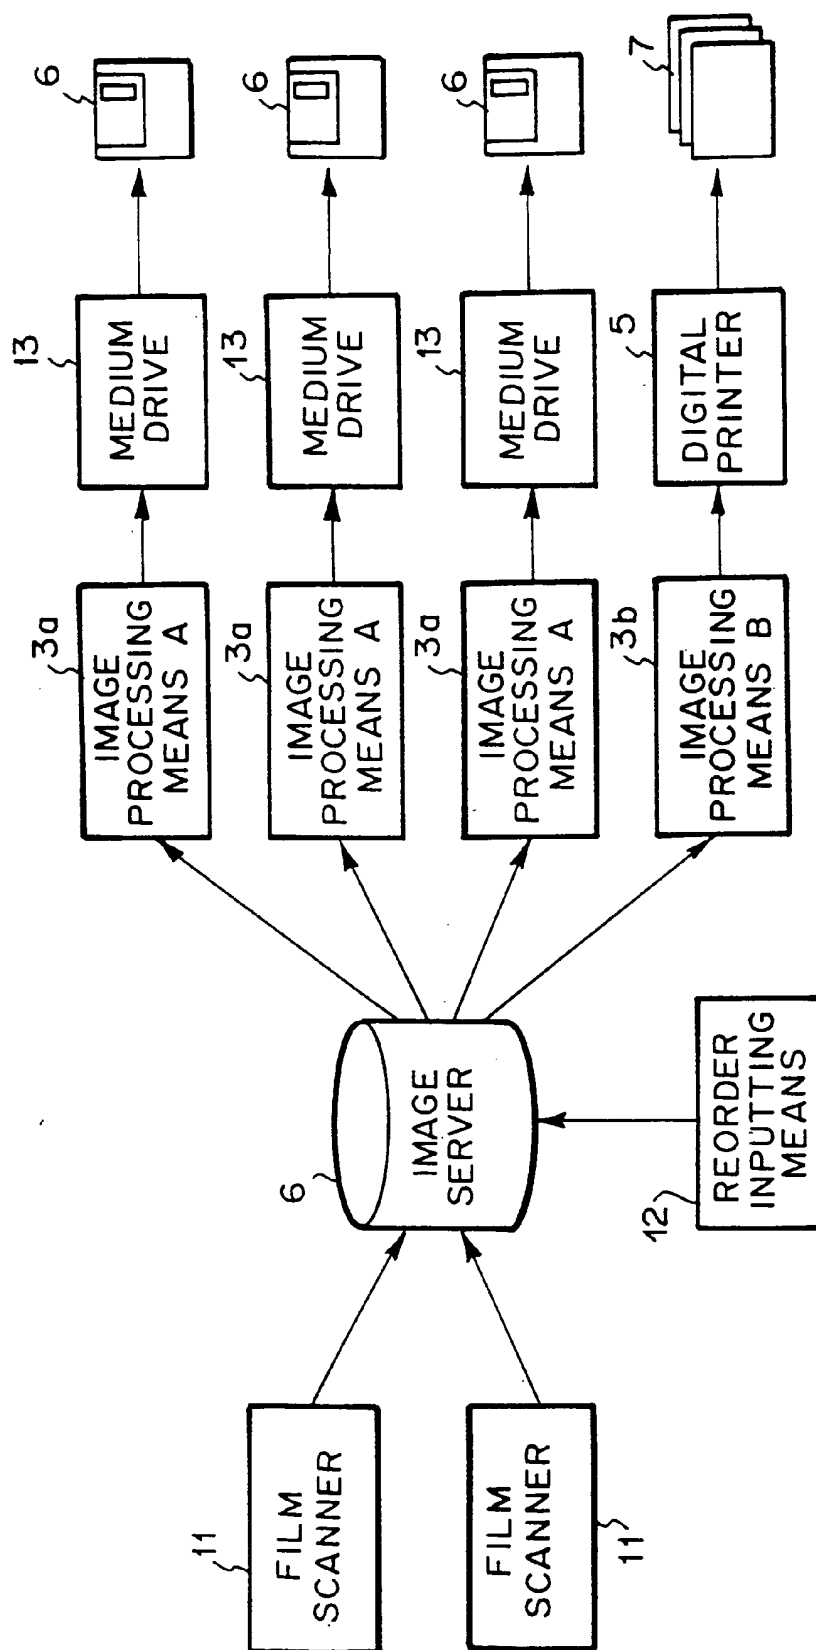 11
FILM
SCANNER
FILM
SCANNER
11
6
IMAGE
SERVER
12
REORDER
INPUTTING
MEANS
3a
IMAGE
PROCESSING
MEANS A
13
MEDIUM
DRIVE
6
3a
IMAGE
PROCESSING
MEANS A
13
MEDIUM
DRIVE
6
3a
IMAGE
PROCESSING
MEANS A
13
MEDIUM
DRIVE
6
3b
IMAGE
PROCESSING
MEANS B
5
DIGITAL
PRINTER
7